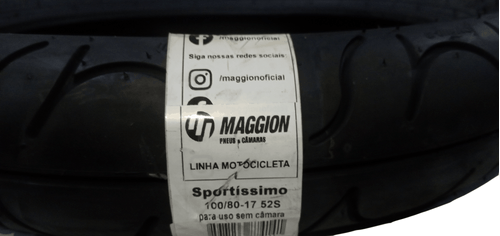 /maggionoficial
Siga nossas redes sociais
/maggionoficial
MAGGION
PNEUS & CÂMARAS
LINHA MOTOCICLETA
Sportissimo
100/80-17 52S
para uso sem câmara